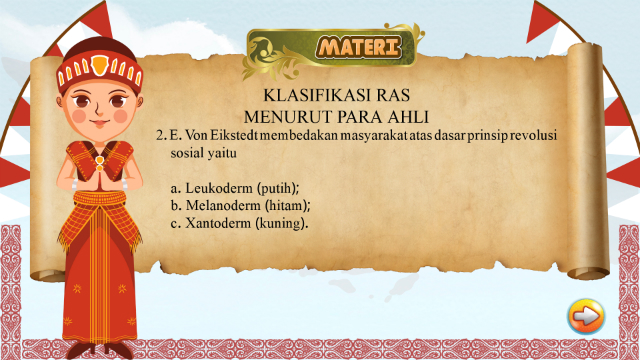 MATERI
KLASIFIKASI RAS
MENURUT PARA AHLI
2. E. Von Eikstedt membedakan masyarakat atas dasar prinsip revolusi
sosial yaitu
a. Leukoderm (putih);
b. Melanoderm (hitam);
c. Xantoderm (kuning).